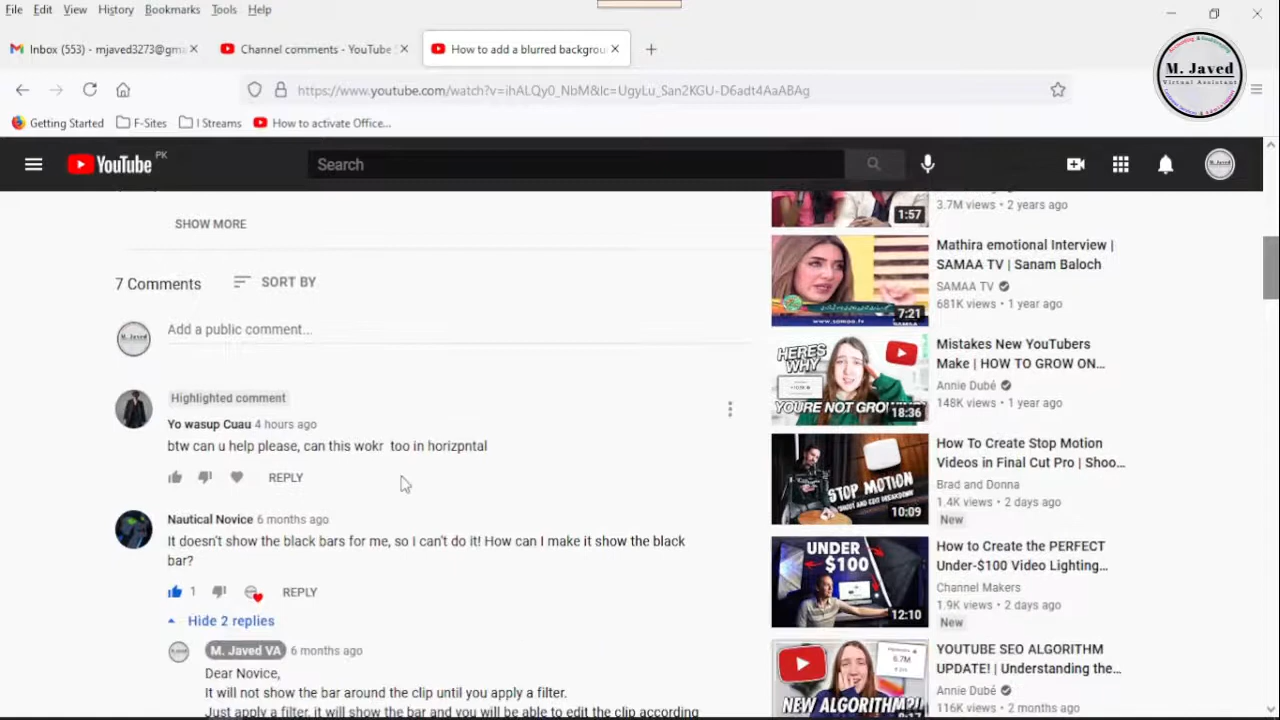 File Edit View History Bookmarks Tools Help
Inbox (553) - mjaved3273@gma
Channel comments - YouTube
How to add a blurred backgrou
M. Javed
Virtual Assistant
https://www.youtube.com/watch?v=ihALQy0_NbM&lc=UgyLu_San2KGU-D6adt4AaABAg
Getting Started F-Sites I Streams How to activate Office...
YouTube PK
Search
M. Javed
SHOW MORE
7 Comments SORT BY
M. Javed
Add a public comment...
Highlighted comment
Yo wasup Cuau 4 hours ago
btw can u help please, can this wokr too in horizpntal
REPLY
Nautical Novice 6 months ago
It doesn't show the black bars for me, so I can't do it! How can I make it show the black
bar?
1 REPLY
Hide 2 replies
M. Javed VA 6 months ago
Dear Novice,
It will not show the bar around the clip until you apply a filter.
Just apply a filter, it will show the bar and you will be able to edit the clip according
1:57
3.7M views • 2 years ago
7:21
www.samaa.tv SAMAA
Mathira emotional Interview |
SAMAA TV | Sanam Baloch
SAMAA TV
681K views • 1 year ago
HERES
WHY
YOU'RE NOT GRO
18:36
Mistakes New YouTubers
Make | HOW TO GROW ON...
Annie Dubé
148K views • 1 year ago
STOP MOTION
SHOOT AND EDIT BREAKDOWN
10:09
How To Create Stop Motion
Videos in Final Cut Pro | Shoo...
Brad and Donna
1.4K views • 2 days ago
New
UNDER
$100
12:10
How to Create the PERFECT
Under-$100 Video Lighting...
Channel Makers
1.9K views • 2 days ago
New
6.7M
NEW ALGORITHM?!
YOUTUBE SEO ALGORITHM
UPDATE! | Understanding the...
Annie Dubé
116K views • 2 months ago